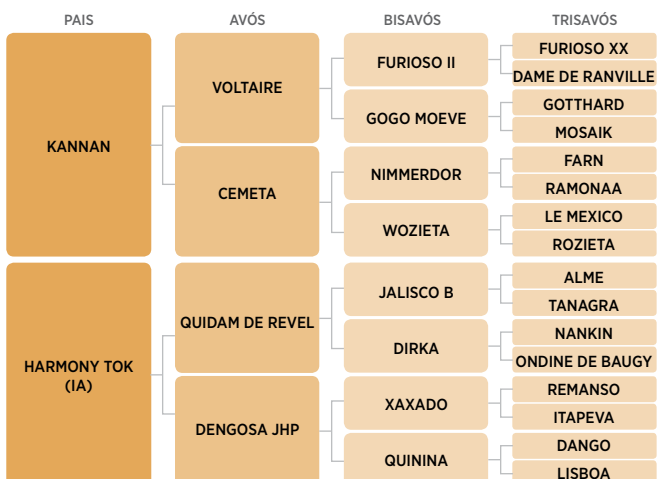 PAIS
AVÓS
BISAVÓS
TRISAVÓS
KANNAN
VOLTAIRE
CEMETA
FURIOSO II
GOGO MOEVE
NIMMERDOR
WOZIETA
FURIOSO XX
DAME DE RANVILLE
GOTTHARD
MOSAIK
FARN
RAMONAA
LE MEXICO
ROZIETA
HARMONY TOK
(IA)
QUIDAM DE REVEL
DENGOSA JHP
JALISCO B
DIRKA
XAXADO
QUININA
ALME
TANAGRA
NANKIN
ONDINE DE BAUGY
REMANSO
ITAPEVA
DANGO
LISBOA